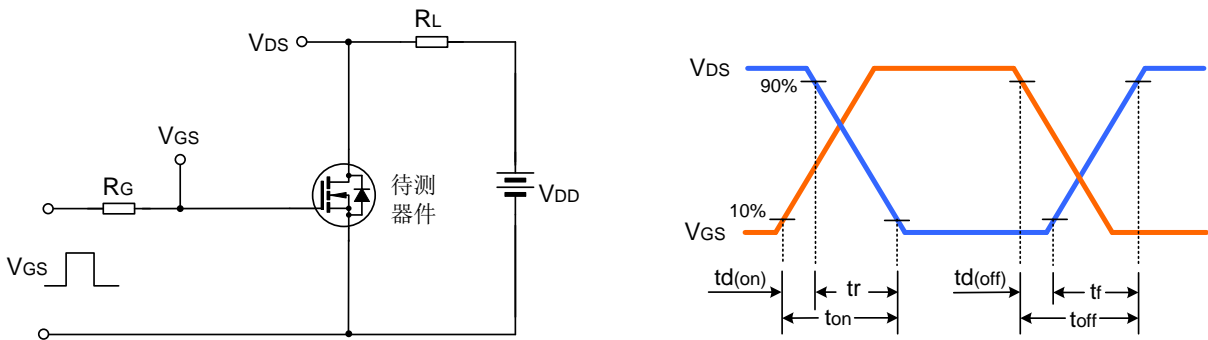 RL
VDS
VGS
RG
待测
器件
VDD
VGS
VDS
90%
10%
VGS
td(on)
tr
ton
td(off)
tf
toff